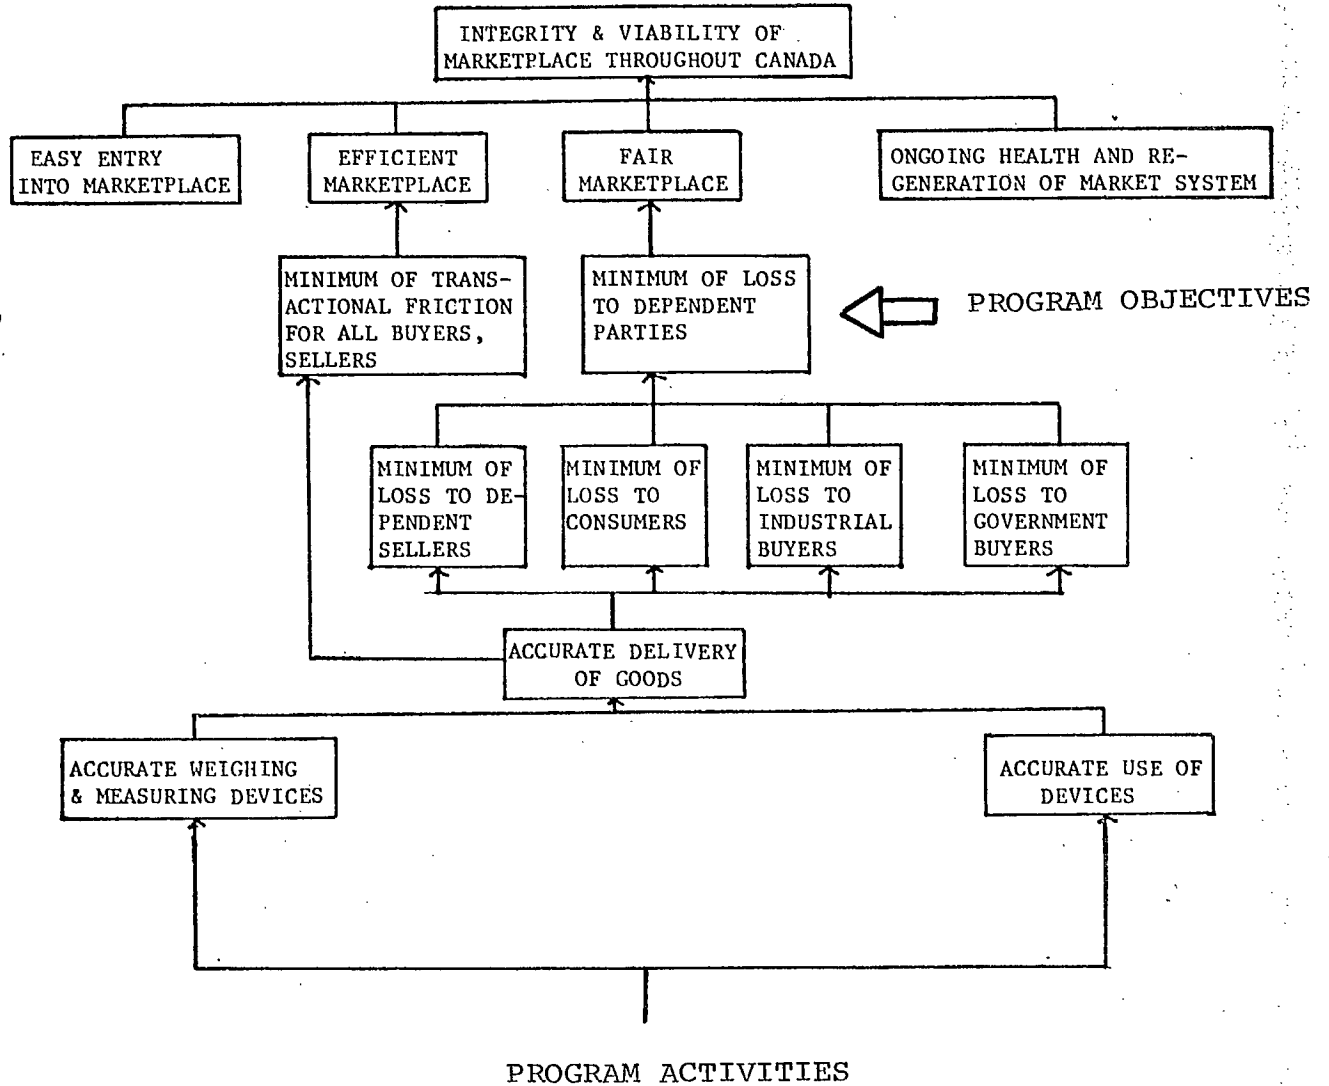 INTEGRITY & VIABILITY OF
MARKETPLACE THROUGHOUT CANADA
EASY ENTRY
INTO MARKETPLACE
EFFICIENT
MARKETPLACE
FAIR
MARKETPLACE
ONGOING HEALTH AND RE-
GENERATION OF MARKET SYSTEM
MINIMUM OF TRANS-
ACTIONAL FRICTION
FOR ALL BUYERS,
SELLERS
MINIMUM OF LOSS
TO DEPENDENT
PARTIES
PROGRAM OBJECTIVES
MINIMUM OF
LOSS TO DE-
PENDENT
SELLERS
MINIMUM OF
LOSS TO
CONSUMERS
MINIMUM OF
LOSS TO
INDUSTRIAL
BUYERS
MINIMUM OF
LOSS TO
GOVERNMENT
BUYERS
ACCURATE DELIVERY
OF GOODS
ACCURATE WEIGHING
& MEASURING DEVICES
ACCURATE USE OF
DEVICES
PROGRAM ACTIVITIES